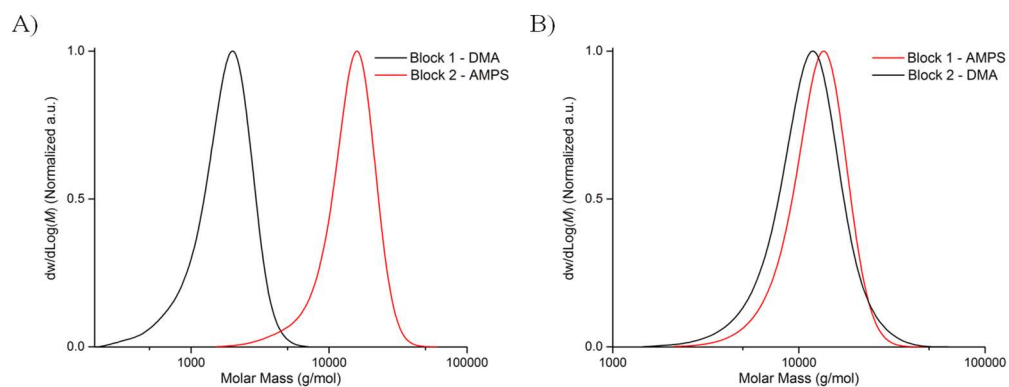 A)
1.0
Block 1 - DMA
Block 2 - AMPS
dw/dLog(M) (Normalized a.u.)
0.5
0.0
1000
10000
100000
Molar Mass (g/mol)
B)
1.0
Block 1 - AMPS
Block 2 - DMA
dw/dLog(M) (Normalized a.u.)
0.5
0.0
1000
10000
100000
Molar Mass (g/mol)